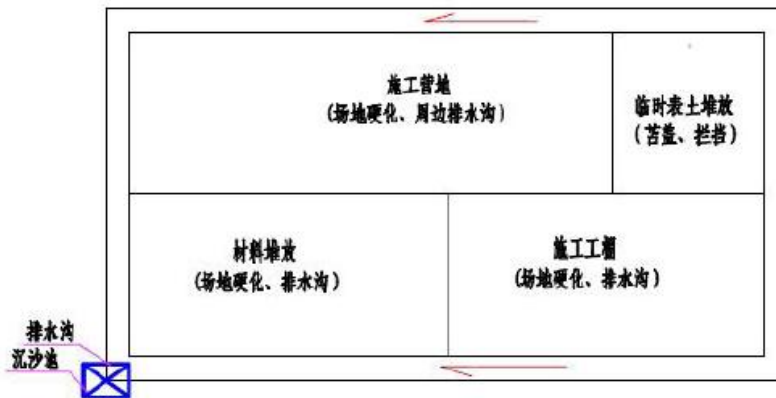 施工营地
(场地硬化、周边排水沟)
临时表土堆放
(苫盖、拦挡)
材料堆放
(场地硬化、排水沟)
施工工棚
(场地硬化、排水沟)
排水沟
沉沙池